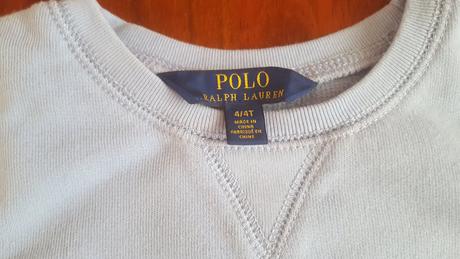 POLO
RALPH LAUREN
4/4T
MADE IN
CHINA
FABRIQUÉ EN
CHINE